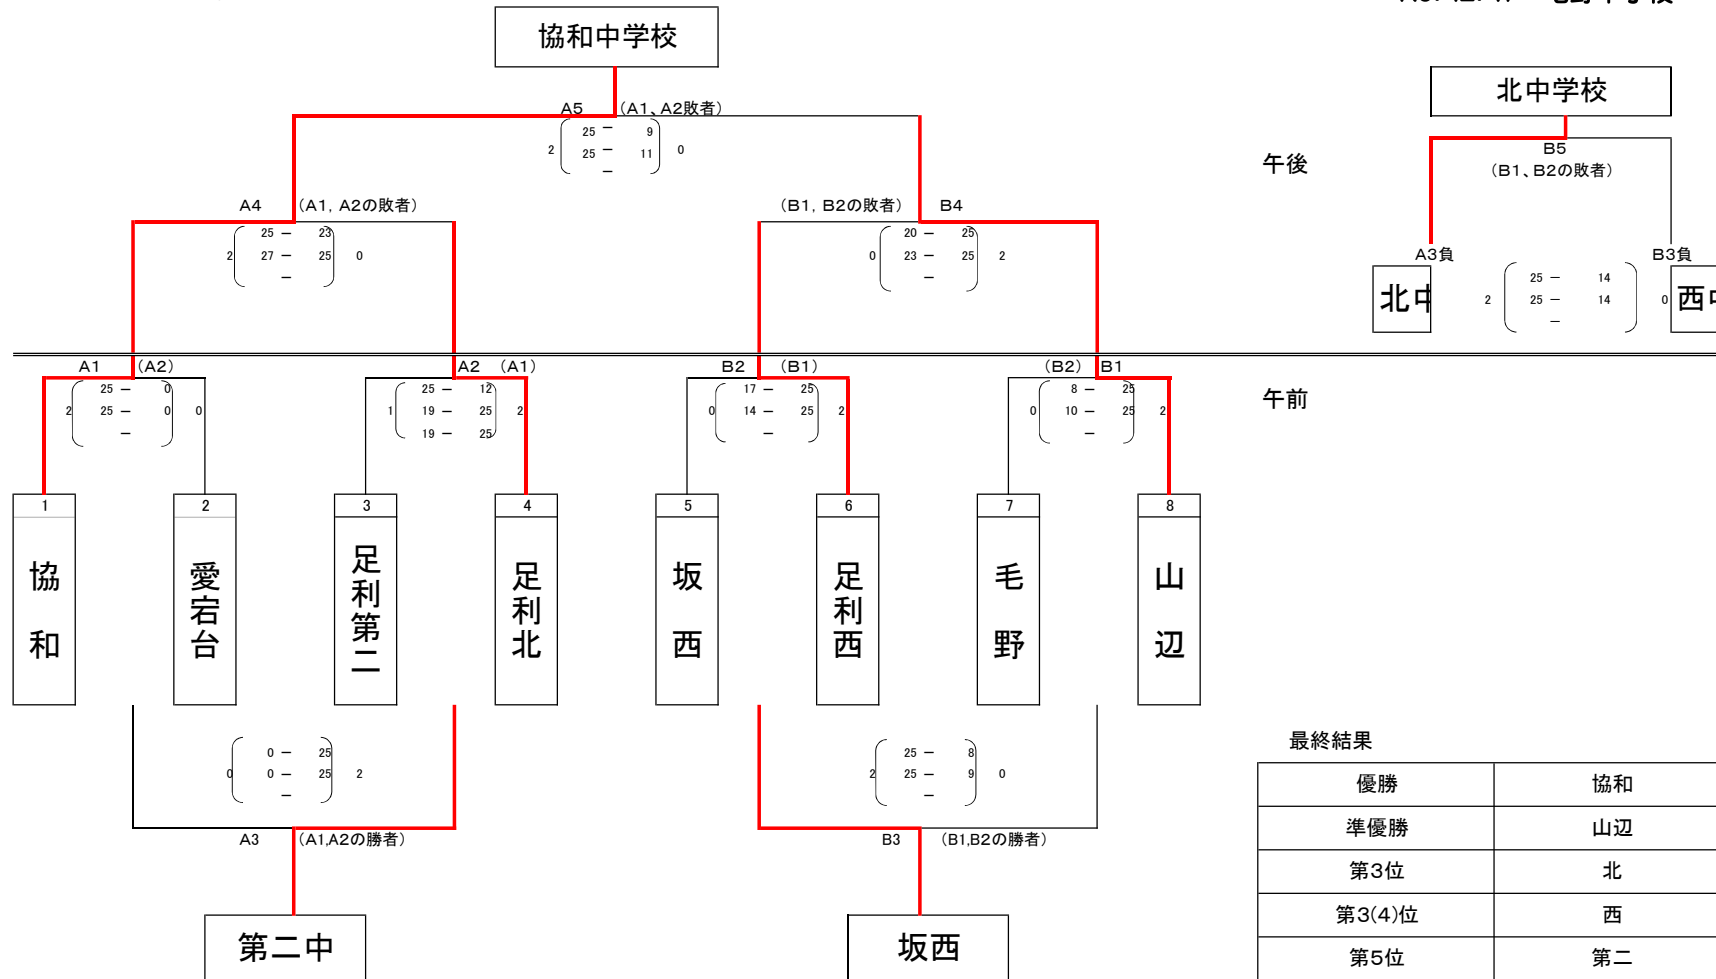 協和中学校
北中学校
A5 (A1、A2敗者)
25 － 9
2 25 － 11 0
－
B5
(B1、B2の敗者)
午後
A4 (A1, A2の敗者)
25 － 23
2 27 － 25 0
－
(B1, B2の敗者) B4
20 － 25
0 23 － 25 2
－
A3負 B3負
北中 西中
25 － 14
2 25 － 14 0
－
A1 (A2)
25 － 0
2 25 － 0 0
－
A2 (A1)
25 － 12
1 19 － 25 2
19 － 25
B2 (B1)
17 － 25
0 14 － 25 2
－
(B2) B1
8 － 25
0 10 － 25 2
－
午前
1 2 3 4 5 6 7 8
協和
愛宕台
足利第二
足利北
坂西
足利西
毛野
山辺
0 － 25
0 0 － 25 2
－
A3 (A1,A2の勝者)
25 － 8
2 25 － 9 0
－
B3 (B1,B2の勝者)
第二中
坂西
最終結果
優勝 協和
準優勝 山辺
第3位 北
第3(4)位 西
第5位 第二